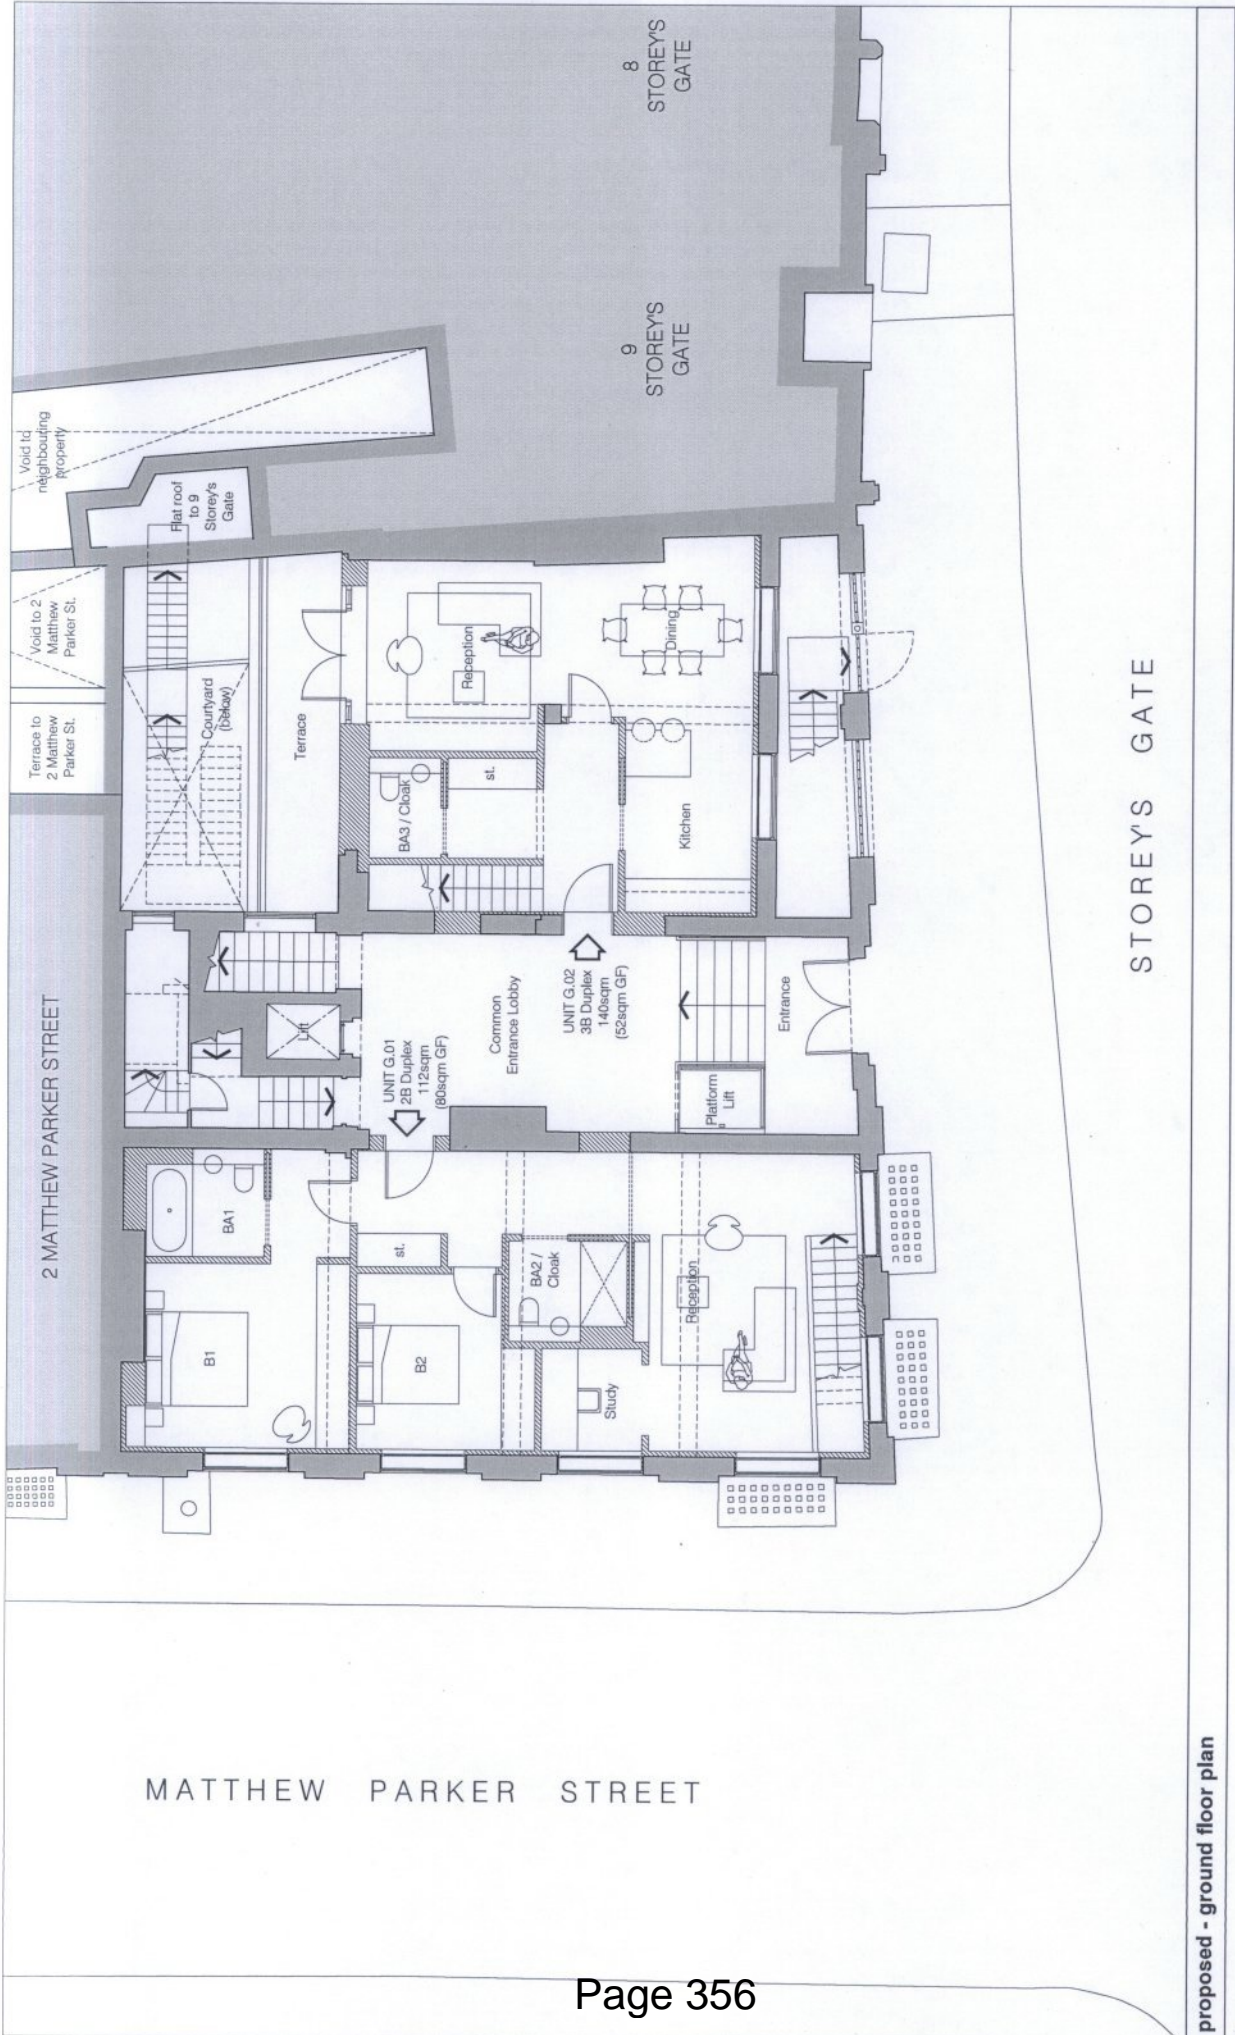 8
STOREY'S
GATE
9
STOREY'S
GATE
Void to
neighbouring
property
Flat roof
to 9
Storey's
Gate
Void to 2
Matthew
Parker St.
Terrace to
2 Matthew
Parker St.
Courtyard
(below)
Terrace
Reception
Dining
BA3 / Cloak
st.
Kitchen
2 MATTHEW PARKER STREET
Lift
UNIT G.01
2B Duplex
112sqm
(80sqm GF)
Common
Entrance Lobby
UNIT G.02
3B Duplex
140sqm
(52sqm GF)
Entrance
Platform
Lift
BA1
st.
BA2 /
Cloak
Reception
B1
B2
Study
STOREY'S GATE
MATTHEW PARKER STREET
proposed - ground floor plan
Page 356